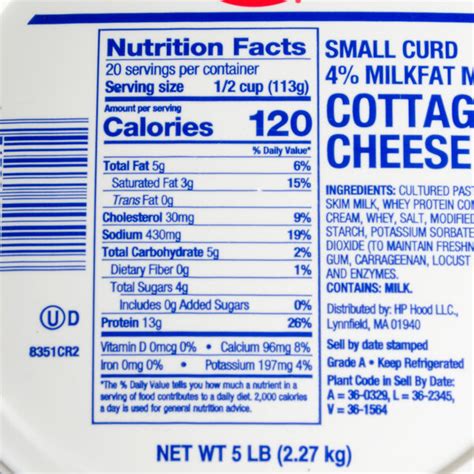 Nutrition Facts
20 servings per container
Serving size 1/2 cup (113g)
Amount per serving
Calories 120
% Daily Value*
Total Fat 5g 6%
Saturated Fat 3g 15%
Trans Fat 0g
Cholesterol 30mg 9%
Sodium 430mg 19%
Total Carbohydrate 5g 2%
Dietary Fiber 0g 1%
Total Sugars 4g
Includes 0g Added Sugars 0%
Protein 13g 26%
Vitamin D 0mcg 0% • Calcium 96mg 8%
Iron 0mg 0% • Potassium 197mg 4%
*The % Daily Value tells you how much a nutrient in a
serving of food contributes to a daily diet. 2,000 calories
a day is used for general nutrition advice.
U D
8351CR2
SMALL CURD
4% MILKFAT M
COTTAG
CHEESE
INGREDIENTS: CULTURED PAST
SKIM MILK, WHEY PROTEIN CON
CREAM, WHEY, SALT, MODIFIED
STARCH, POTASSIUM SORBATE
DIOXIDE (TO MAINTAIN FRESHN
GUM, CARRAGEENAN, LOCUST
AND ENZYMES.
CONTAINS: MILK.
Distributed by: HP Hood LLC.,
Lynnfield, MA 01940
Sell by date stamped
Grade A • Keep Refrigerated
Plant Code in Sell By Date:
A = 36-0329, L = 36-2345,
V = 36-1564
NET WT 5 LB (2.27 kg)